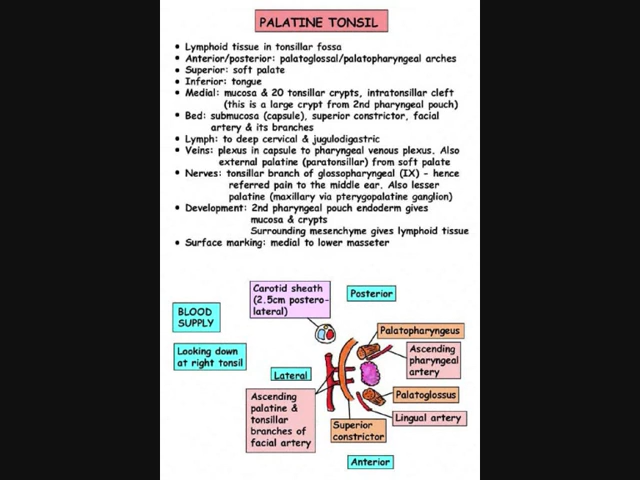 PALATINE TONSIL
• Lymphoid tissue in tonsillar fossa
• Anterior/posterior: palatoglossal/palatopharyngeal arches
• Superior: soft palate
• Inferior: tongue
• Medial: mucosa & 20 tonsillar crypts, intratonsillar cleft
(this is a large crypt from 2nd pharyngeal pouch)
• Bed: submucosa (capsule), superior constrictor, facial
artery & its branches
• Lymph: to deep cervical & jugulodigastric
• Veins: plexus in capsule to pharyngeal venous plexus. Also
external palatine (paratonsillar) from soft palate
• Nerves: tonsillar branch of glossopharyngeal (IX) - hence
referred pain to the middle ear. Also lesser
palatine (maxillary via pterygopalatine ganglion)
• Development: 2nd pharyngeal pouch endoderm gives
mucosa & crypts
Surrounding mesenchyme gives lymphoid tissue
• Surface marking: medial to lower masseter
Carotid sheath
(2.5cm postero-
lateral)
Posterior
BLOOD
SUPPLY
Palatopharyngeus
Looking down
at right tonsil
Ascending
pharyngeal
artery
Lateral
Ascending
palatine &
tonsillar
branches of
facial artery
Palatoglossus
Lingual artery
Superior
constrictor
Anterior